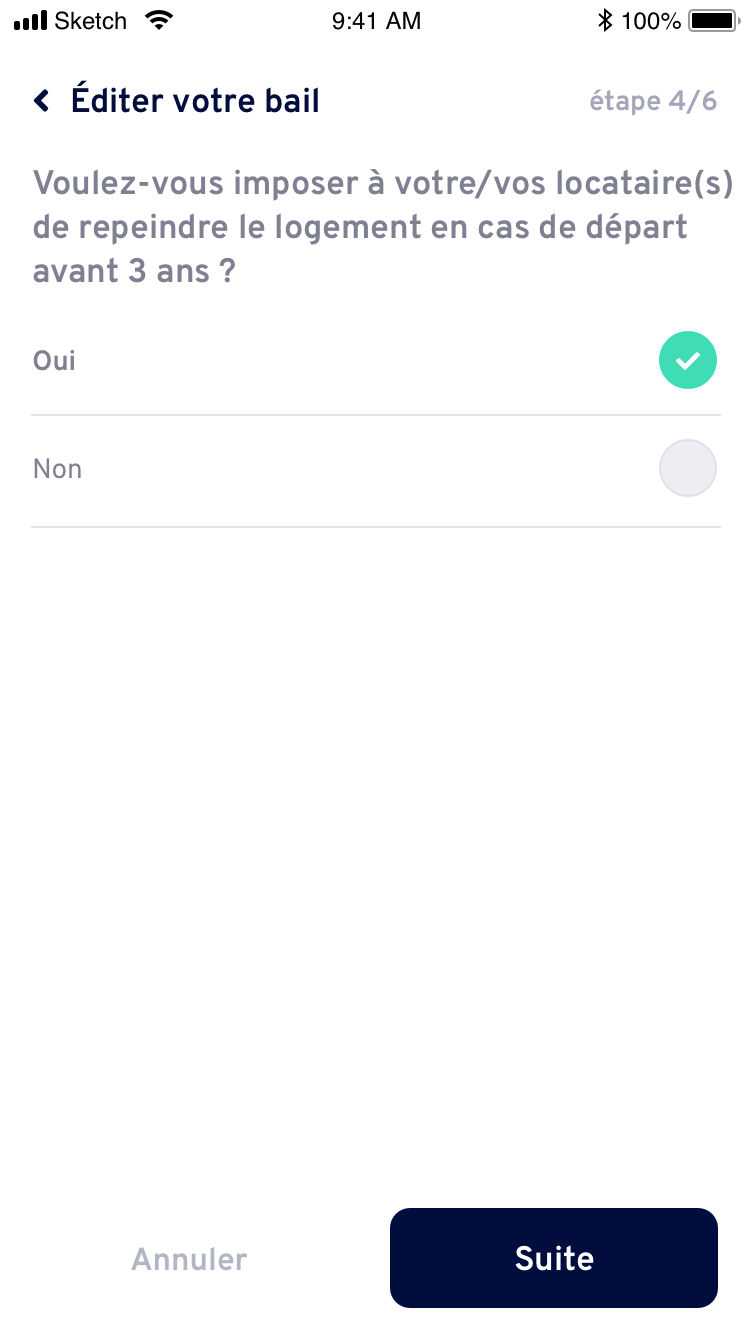 Sketch 9:41 AM 100%
Éditer votre bail étape 4/6
Voulez-vous imposer à votre/vos locataire(s)
de repeindre le logement en cas de départ
avant 3 ans ?
Oui
Non
Annuler Suite